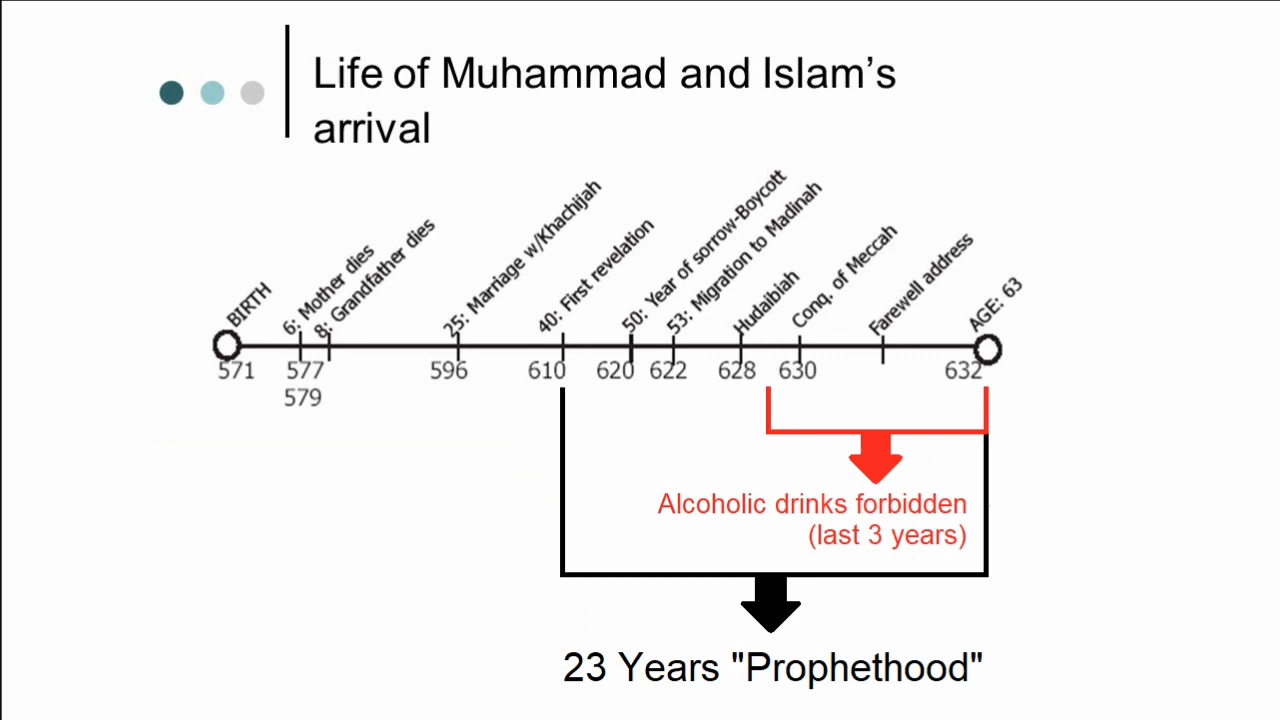 Life of Muhammad and Islam’s
arrival
BIRTH
6: Mother dies
8: Grandfather dies
25: Marriage w/Khachijah
40: First revelation
50: Year of sorrow-Boycott
53: Migration to Madinah
Hudaibiah
Conq. of Meccah
Farewell address
AGE: 63
571 577 596 610 620 622 628 630 632
579
Alcoholic drinks forbidden
(last 3 years)
23 Years "Prophethood"